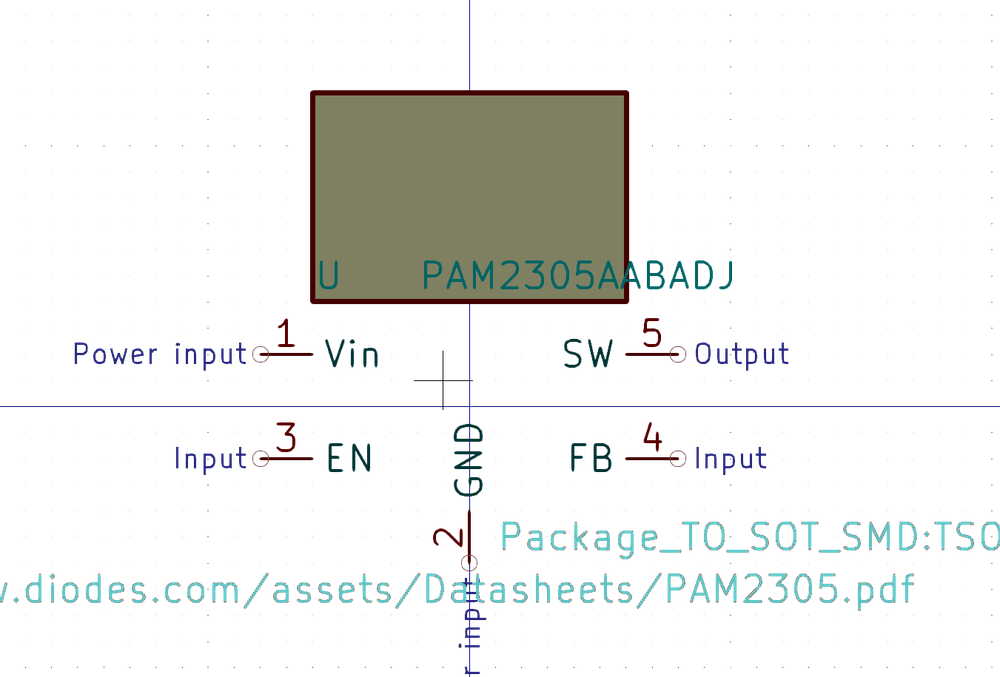 U PAM2305AABADJ
Power input 1 Vin SW 5 Output
Input 3 EN GND FB 4 Input
2 Package_TO_SOT_SMD:TSO
w.diodes.com/assets/Datasheets/PAM2305.pdf
r input